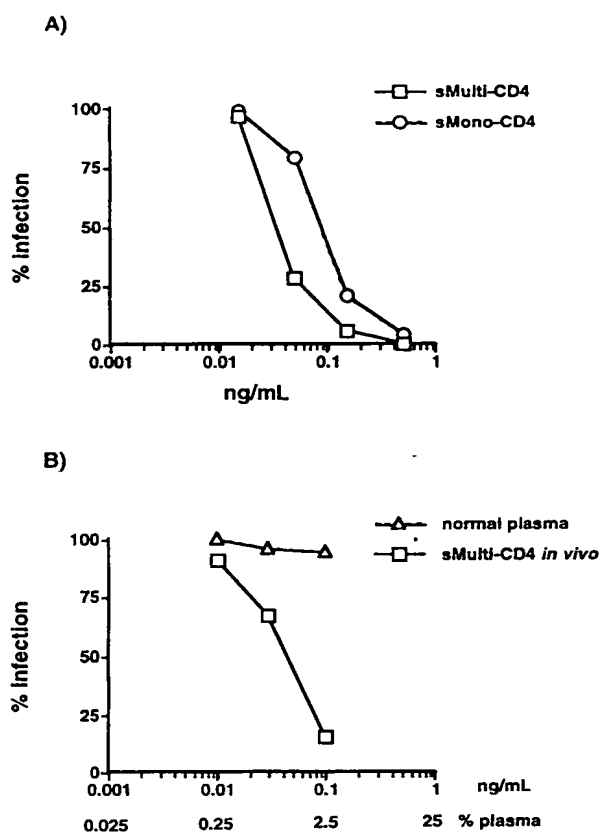 A)
sMulti-CD4
sMono-CD4
100
75
50
25
0
% infection
0.001 0.01 0.1 1
ng/mL
B)
normal plasma
sMulti-CD4 in vivo
100
75
50
25
0
% infection
0.001 0.01 0.1 1 ng/mL
0.025 0.25 2.5 25 % plasma